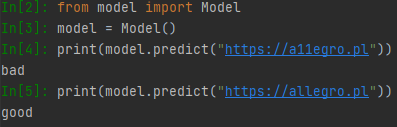 In[2]: from model import Model
In[3]: model = Model()
In[4]: print(model.predict("https://a11egro.pl"))
bad
In[5]: print(model.predict("https://allegro.pl"))
good